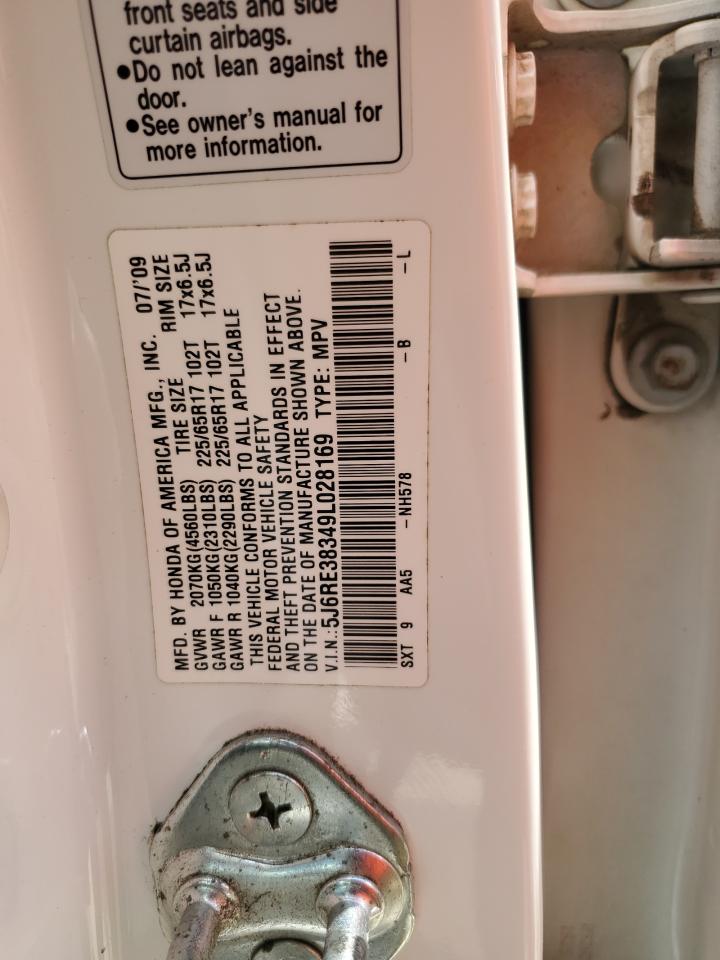 front seats and side
curtain airbags.
●Do not lean against the
door.
●See owner's manual for
more information.
MFD. BY HONDA OF AMERICA MFG., INC. 07/'09
GVWR 2070KG(4560LBS) TIRE SIZE RIM SIZE
GAWR F 1050KG(2310LBS) 225/65R17 102T 17x6.5J
GAWR R 1040KG(2290LBS) 225/65R17 102T 17x6.5J
THIS VEHICLE CONFORMS TO ALL APPLICABLE
FEDERAL MOTOR VEHICLE SAFETY
AND THEFT PREVENTION STANDARDS IN EFFECT
ON THE DATE OF MANUFACTURE SHOWN ABOVE.
V.I.N.:5J6RE38349L028169 TYPE: MPV
SXT 9 AA5 -NH578 -B -L